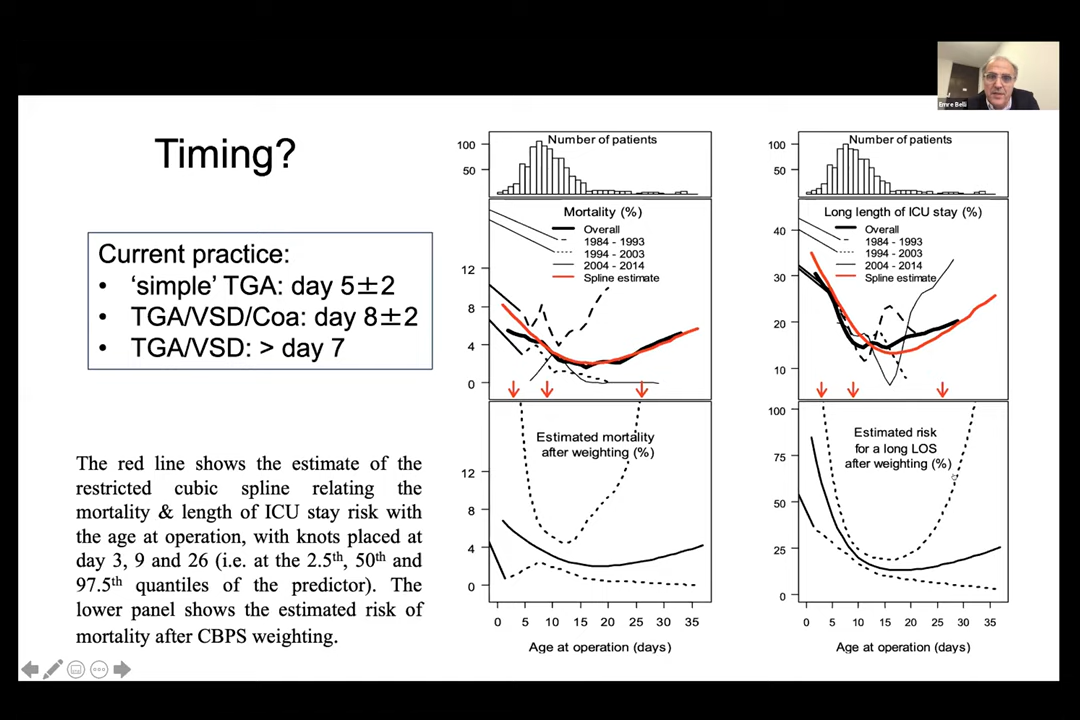 Emre Belli
Timing?
Current practice:
• ‘simple’ TGA: day 5±2
• TGA/VSD/Coa: day 8±2
• TGA/VSD: > day 7
The red line shows the estimate of the
restricted cubic spline relating the
mortality & length of ICU stay risk with
the age at operation, with knots placed at
day 3, 9 and 26 (i.e. at the 2.5th, 50th and
97.5th quantiles of the predictor). The
lower panel shows the estimated risk of
mortality after CBPS weighting.
Number of patients
100
50
Mortality (%)
Overall
1984 - 1993
1994 - 2003
2004 - 2014
Spline estimate
12
8
4
0
Estimated mortality
after weighting (%)
12
8
4
0
0 5 10 15 20 25 30 35
Age at operation (days)
Number of patients
100
50
Long length of ICU stay (%)
Overall
1984 - 1993
1994 - 2003
2004 - 2014
Spline estimate
40
30
20
10
Estimated risk
for a long LOS
after weighting (%)
100
75
50
25
0
0 5 10 15 20 25 30 35
Age at operation (days)